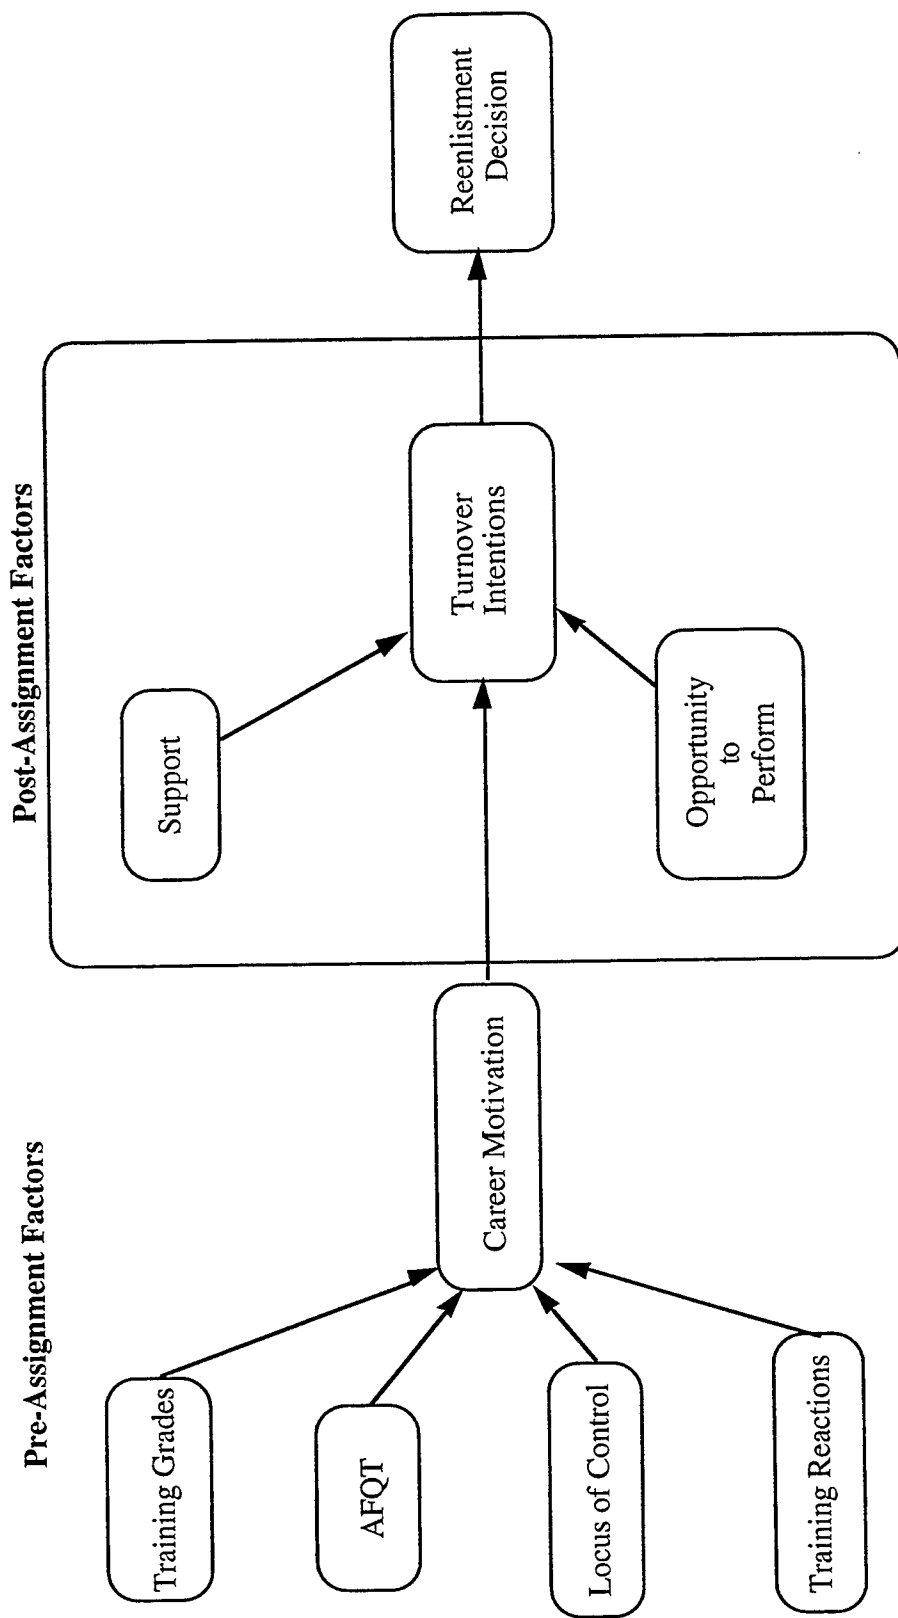 Pre-Assignment Factors
Post-Assignment Factors
Training Grades
AFQT
Locus of Control
Training Reactions
Career Motivation
Support
Turnover
Intentions
Opportunity
to
Perform
Reenlistment
Decision